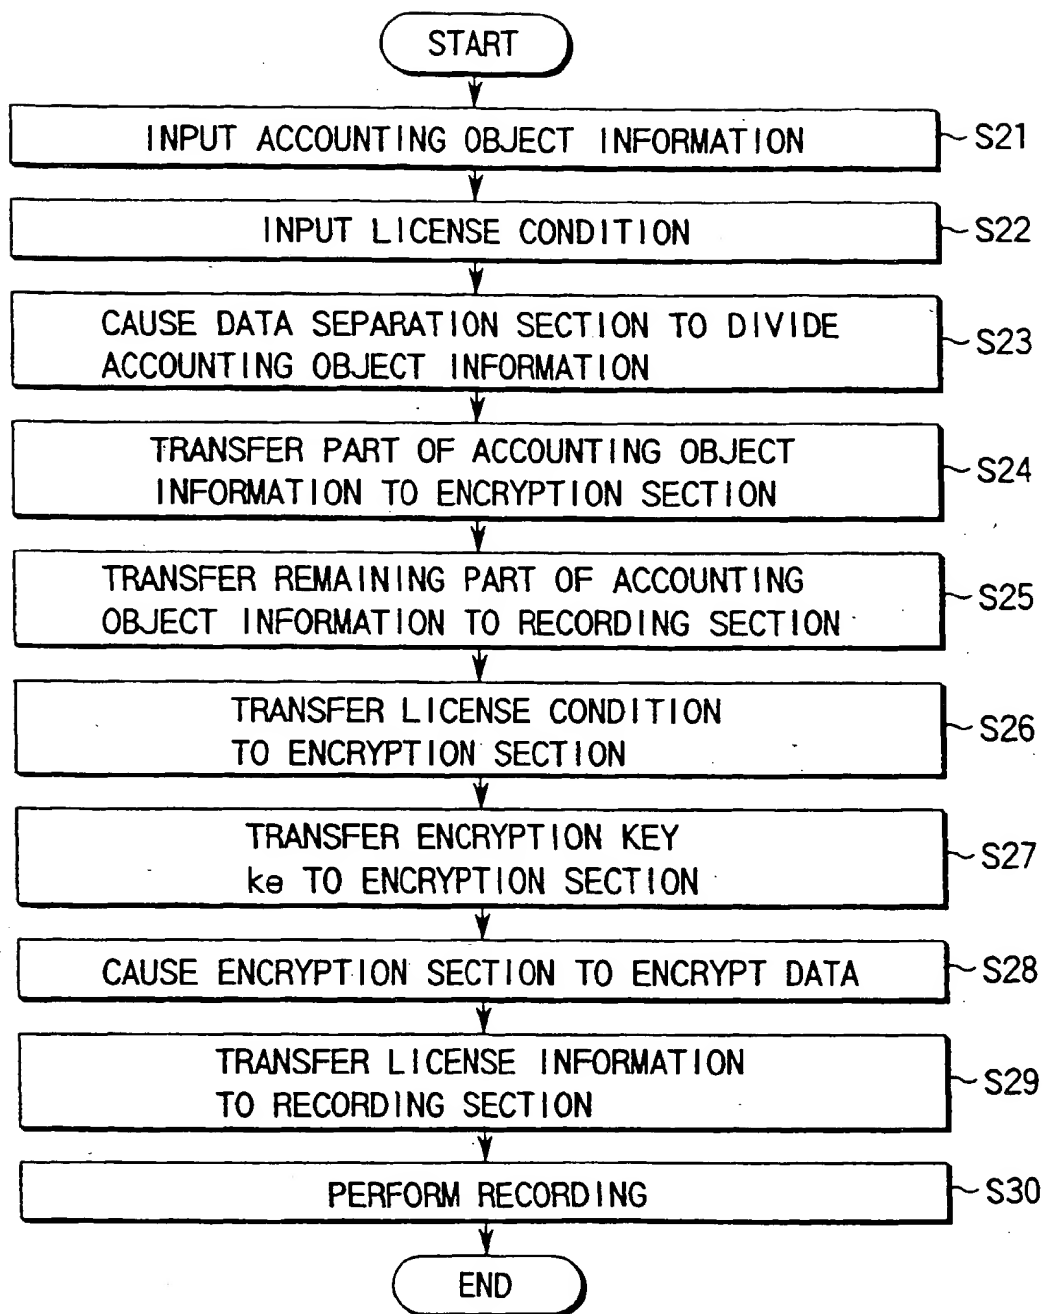 START
INPUT ACCOUNTING OBJECT INFORMATION
S21
INPUT LICENSE CONDITION
S22
CAUSE DATA SEPARATION SECTION TO DIVIDE
ACCOUNTING OBJECT INFORMATION
S23
TRANSFER PART OF ACCOUNTING OBJECT
INFORMATION TO ENCRYPTION SECTION
S24
TRANSFER REMAINING PART OF ACCOUNTING
OBJECT INFORMATION TO RECORDING SECTION
S25
TRANSFER LICENSE CONDITION
TO ENCRYPTION SECTION
S26
TRANSFER ENCRYPTION KEY
ke TO ENCRYPTION SECTION
S27
CAUSE ENCRYPTION SECTION TO ENCRYPT DATA
S28
TRANSFER LICENSE INFORMATION
TO RECORDING SECTION
S29
PERFORM RECORDING
S30
END